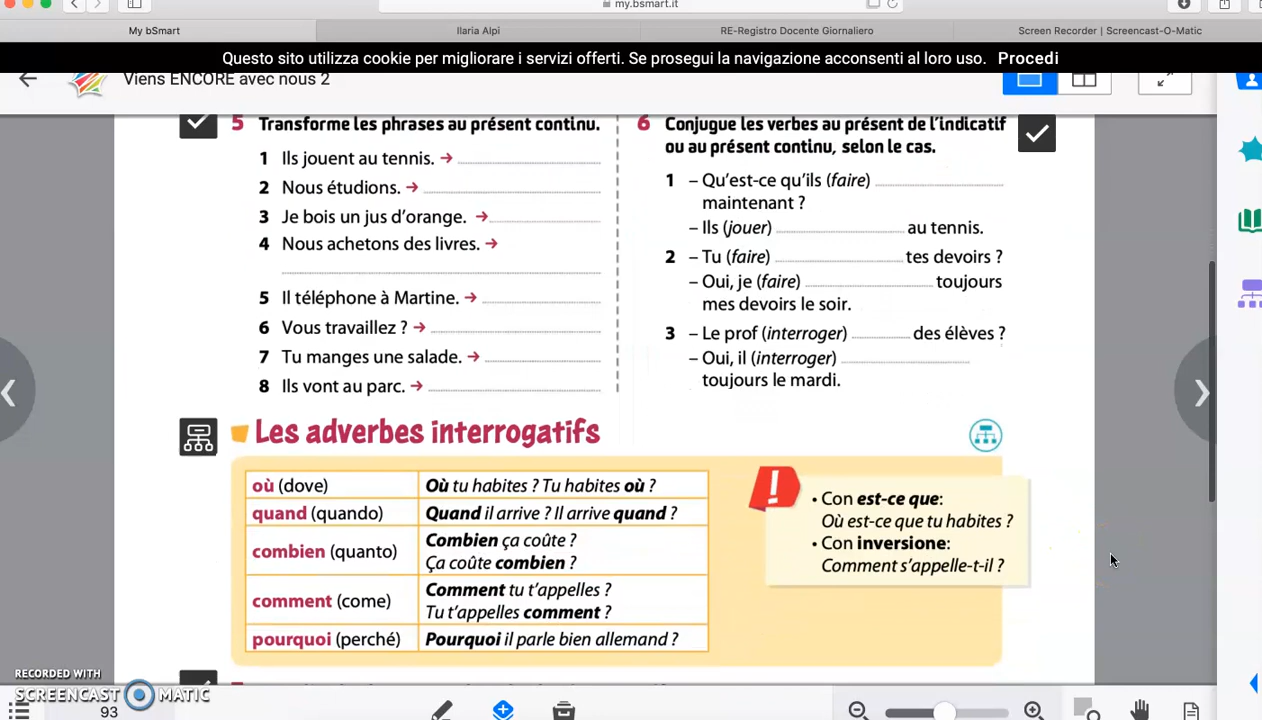 my.bsmart.it
My bSmart
Ilaria Alpi
RE-Registro Docente Giornaliero
Screen Recorder | Screencast-O-Matic
Questo sito utilizza cookie per migliorare i servizi offerti. Se prosegui la navigazione acconsenti al loro uso. Procedi
Viens ENCORE avec nous 2
5 Transforme les phrases au présent continu.
1 Ils jouent au tennis. →
2 Nous étudions. →
3 Je bois un jus d'orange. →
4 Nous achetons des livres. →
5 Il téléphone à Martine. →
6 Vous travaillez ? →
7 Tu manges une salade. →
8 Ils vont au parc. →
6 Conjugue les verbes au présent de l'indicatif
ou au présent continu, selon le cas.
1 – Qu'est-ce qu'ils (faire)
maintenant ?
– Ils (jouer) au tennis.
2 – Tu (faire) tes devoirs ?
– Oui, je (faire) toujours
mes devoirs le soir.
3 – Le prof (interroger) des élèves ?
– Oui, il (interroger)
toujours le mardi.
Les adverbes interrogatifs
où (dove) Où tu habites ? Tu habites où ?
quand (quando) Quand il arrive ? Il arrive quand ?
combien (quanto) Combien ça coûte ?
Ça coûte combien ?
comment (come) Comment tu t'appelles ?
Tu t'appelles comment ?
pourquoi (perché) Pourquoi il parle bien allemand ?
!
• Con est-ce que:
Où est-ce que tu habites ?
• Con inversione:
Comment s'appelle-t-il ?
RECORDED WITH
SCREENCAST MATIC
93